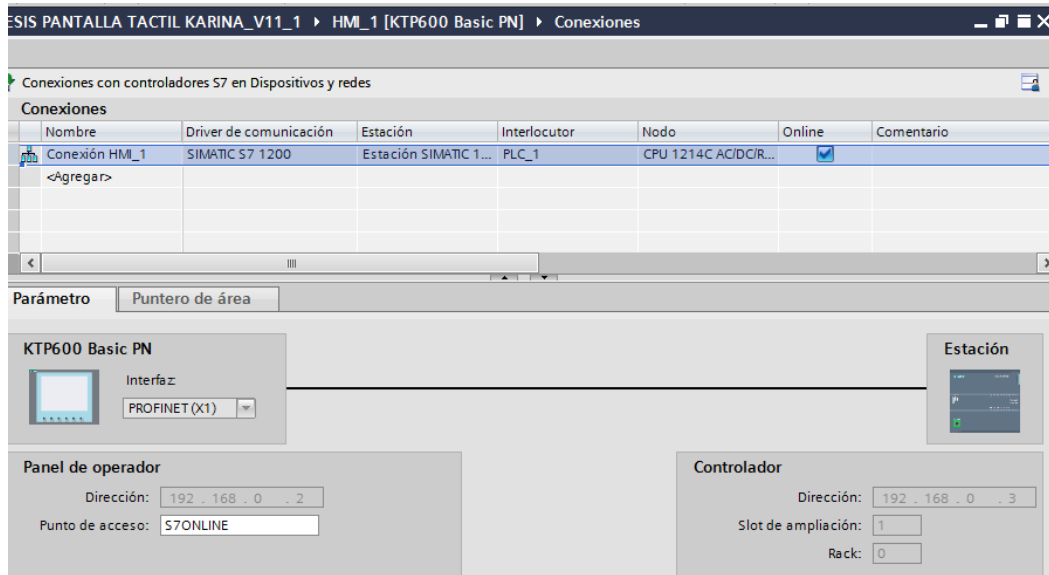 ESIS PANTALLA TACTIL KARINA_V11_1 ▸ HMI_1 [KTP600 Basic PN] ▸ Conexiones
Conexiones con controladores S7 en Dispositivos y redes
Conexiones
Nombre Driver de comunicación Estación Interlocutor Nodo Online Comentario
Conexión HMI_1 SIMATIC S7 1200 Estación SIMATIC 1... PLC_1 CPU 1214C AC/DC/R...
<Agregar>
Parámetro Puntero de área
KTP600 Basic PN Estación
Interfaz:
PROFINET (X1)
Panel de operador Controlador
Dirección: 192 . 168 . 0 . 2 Dirección: 192 . 168 . 0 . 3
Punto de acceso: S7ONLINE Slot de ampliación: 1
Rack: 0